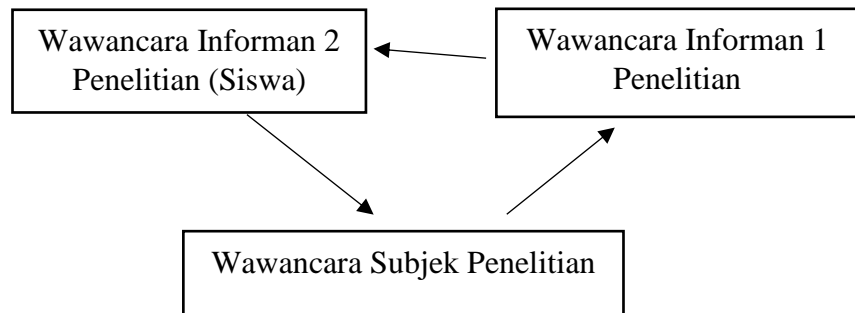 Wawancara Informan 2
Penelitian (Siswa)
Wawancara Informan 1
Penelitian
Wawancara Subjek Penelitian